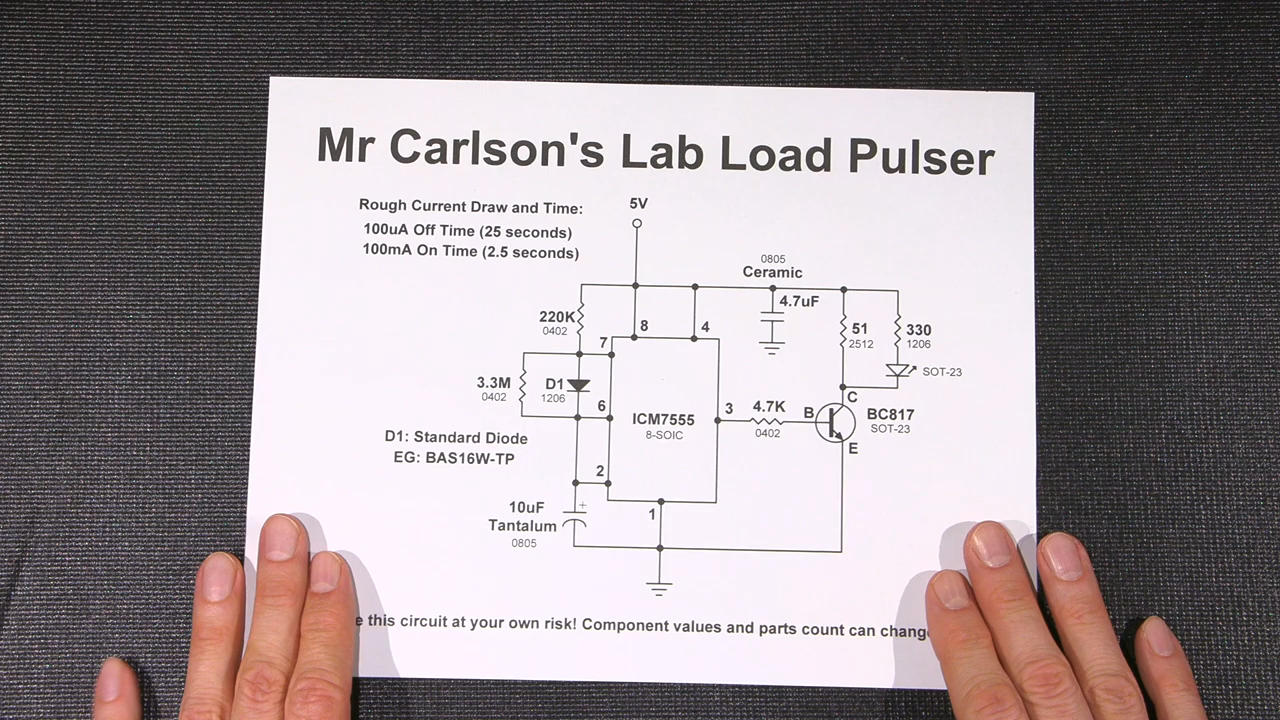 Mr Carlson's Lab Load Pulser
Rough Current Draw and Time:
100uA Off Time (25 seconds)
100mA On Time (2.5 seconds)
5V
0805
Ceramic
4.7uF
220K
0402
8
4
51
2512
330
1206
7
SOT-23
3.3M
0402
D1
1206
6
ICM7555
8-SOIC
3
4.7K
0402
B
C
BC817
SOT-23
E
D1: Standard Diode
EG: BAS16W-TP
2
10uF
Tantalum
0805
+
1
this circuit at your own risk! Component values and parts count can